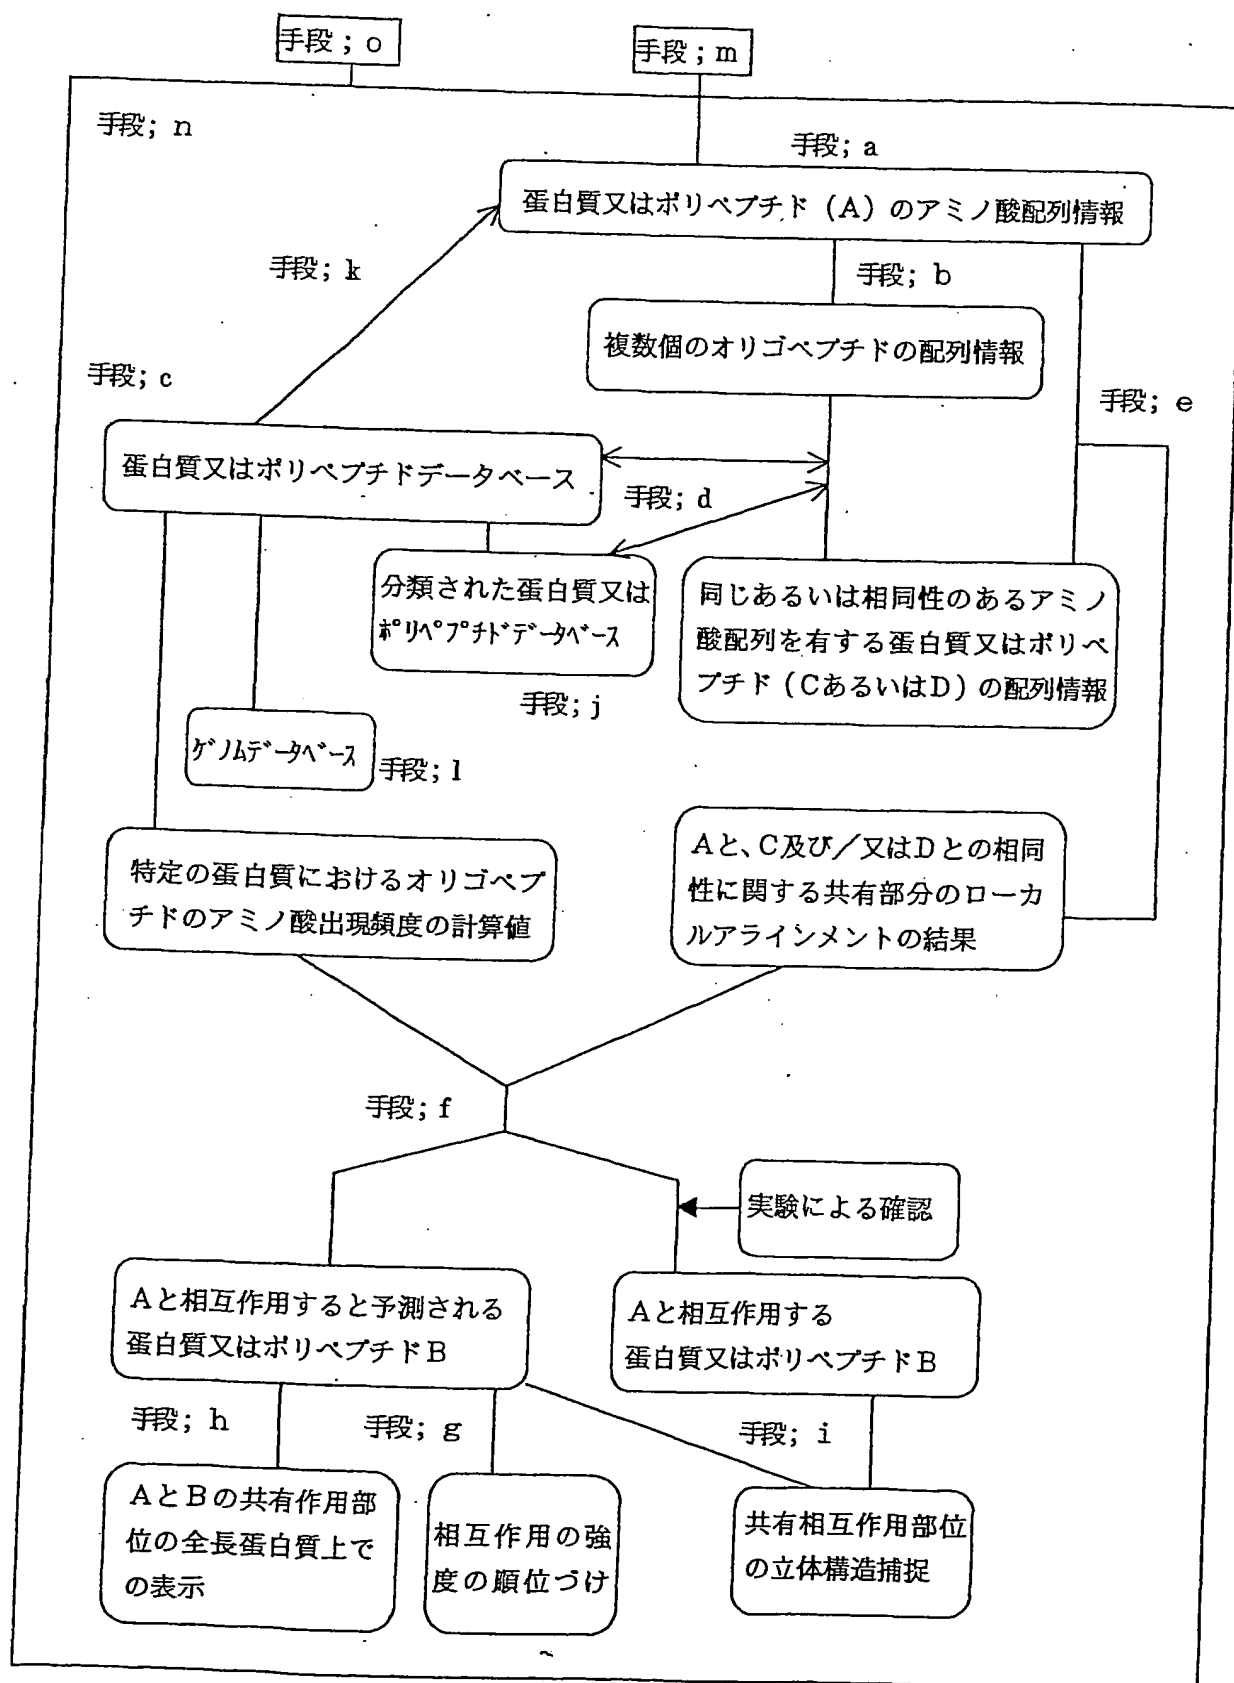 手段；o
手段；m
手段；n
手段；a
蛋白質又はポリペプチド（A）のアミノ酸配列情報
手段；k
手段；b
複数個のオリゴペプチドの配列情報
手段；c
手段；e
蛋白質又はポリペプチドデータベース
手段；d
分類された蛋白質又は
ﾎﾟﾘﾍﾟﾌﾟﾁﾄﾞﾃﾞｰﾀﾍﾞｰｽ
同じあるいは相同性のあるアミノ
酸配列を有する蛋白質又はポリペ
プチド（CあるいはD）の配列情報
手段；j
ｹﾞﾉﾑﾃﾞｰﾀﾍﾞｰｽ
手段；l
特定の蛋白質におけるオリゴペプ
チドのアミノ酸出現頻度の計算値
Aと、C及び／又はDとの相同
性に関する共有部分のローカ
ルアラインメントの結果
手段；f
実験による確認
Aと相互作用すると予測される
蛋白質又はポリペプチドB
Aと相互作用する
蛋白質又はポリペプチドB
手段；h
手段；g
手段；i
AとBの共有作用部
位の全長蛋白質上で
の表示
相互作用の強
度の順位づけ
共有相互作用部位
の立体構造捕捉